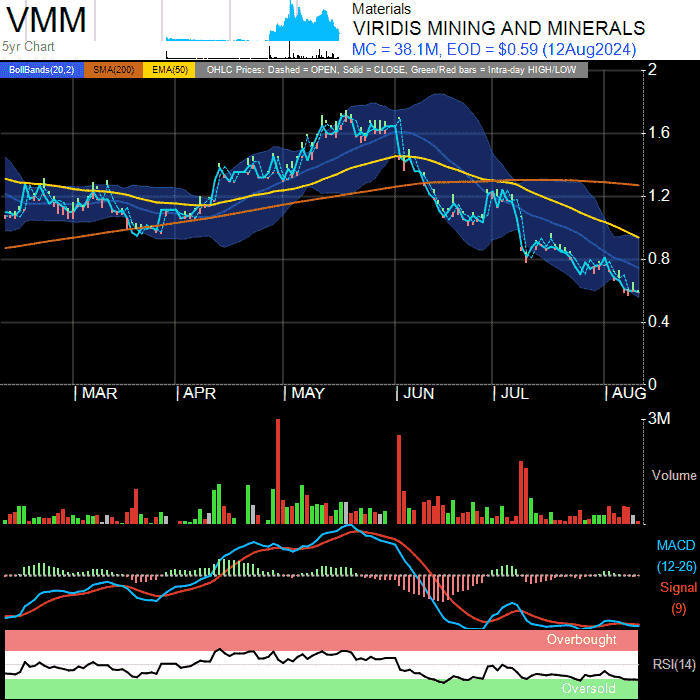 VMM
5yr Chart
Materials
VIRIDIS MINING AND MINERALS
MC = 38.1M, EOD = $0.59 (12Aug2024)
BollBands(20,2) SMA(200) EMA(50) OHLC Prices: Dashed = OPEN, Solid = CLOSE, Green/Red bars = Intra-day HIGH/LOW
2
1.6
1.2
0.8
0.4
0
| MAR | APR | MAY | JUN | JUL | AUG
3M
Volume
MACD
(12-26)
Signal
(9)
Overbought
RSI(14)
Oversold